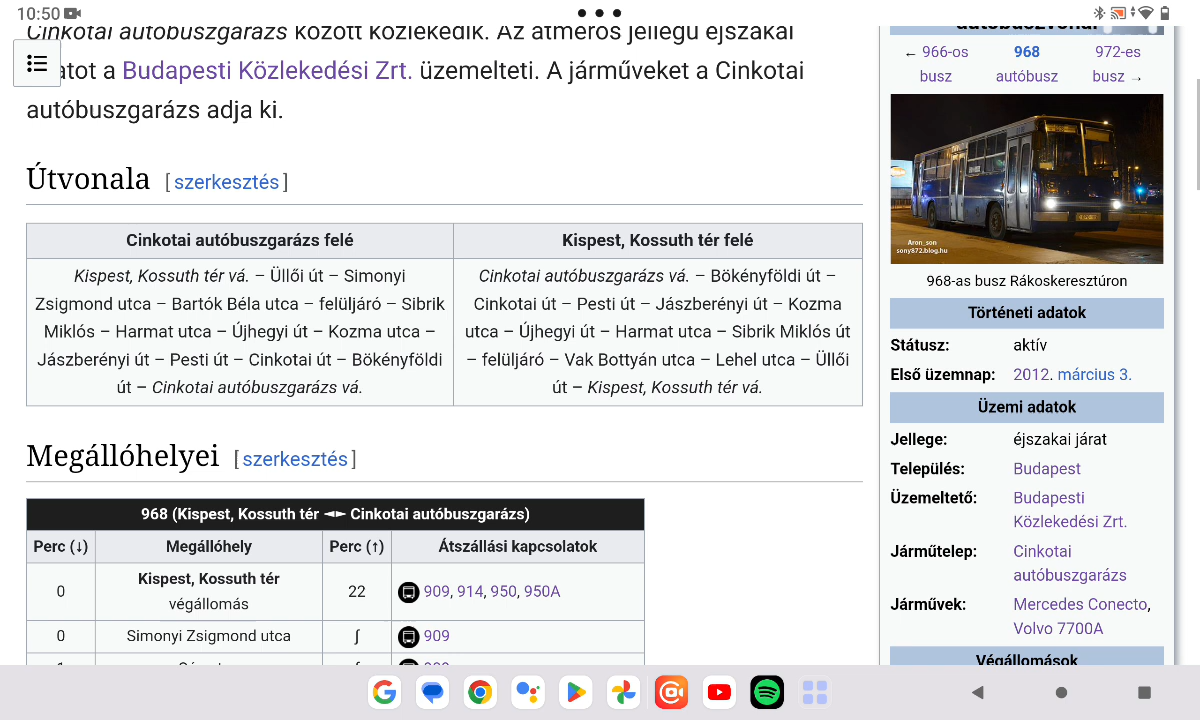 10:50
Cinkotai autóbuszgarázs között közlekedik. Az átmérős jellegű éjszakai
atot a Budapesti Közlekedési Zrt. üzemelteti. A járműveket a Cinkotai
autóbuszgarázs adja ki.
Útvonala [szerkesztés]
Cinkotai autóbuszgarázs felé
Kispest, Kossuth tér vá. – Üllői út – Simonyi
Zsigmond utca – Bartók Béla utca – felüljáró – Sibrik
Miklós – Harmat utca – Újhegyi út – Kozma utca –
Jászberényi út – Pesti út – Cinkotai út – Bökényföldi
út – Cinkotai autóbuszgarázs vá.
Kispest, Kossuth tér felé
Cinkotai autóbuszgarázs vá. – Bökényföldi út –
Cinkotai út – Pesti út – Jászberényi út – Kozma
utca – Újhegyi út – Harmat utca – Sibrik Miklós út
– felüljáró – Vak Bottyán utca – Lehel utca – Üllői
út – Kispest, Kossuth tér vá.
Megállóhelyei [szerkesztés]
968 (Kispest, Kossuth tér ◄► Cinkotai autóbuszgarázs)
Perc (↓) Megállóhely Perc (↑) Átszállási kapcsolatok
0 Kispest, Kossuth tér
végállomás 22 909, 914, 950, 950A
0 Simonyi Zsigmond utca ∫ 909
← 966-os
busz
968
autóbusz
972-es
busz →
Aron_son
sony872.blog.hu
968-as busz Rákoskeresztúron
Történeti adatok
Státusz: aktív
Első üzemnap: 2012. március 3.
Üzemi adatok
Jellege: éjszakai járat
Település: Budapest
Üzemeltető: Budapesti
Közlekedési Zrt.
Járműtelep: Cinkotai
autóbuszgarázs
Járművek: Mercedes Conecto,
Volvo 7700A
Végállomások